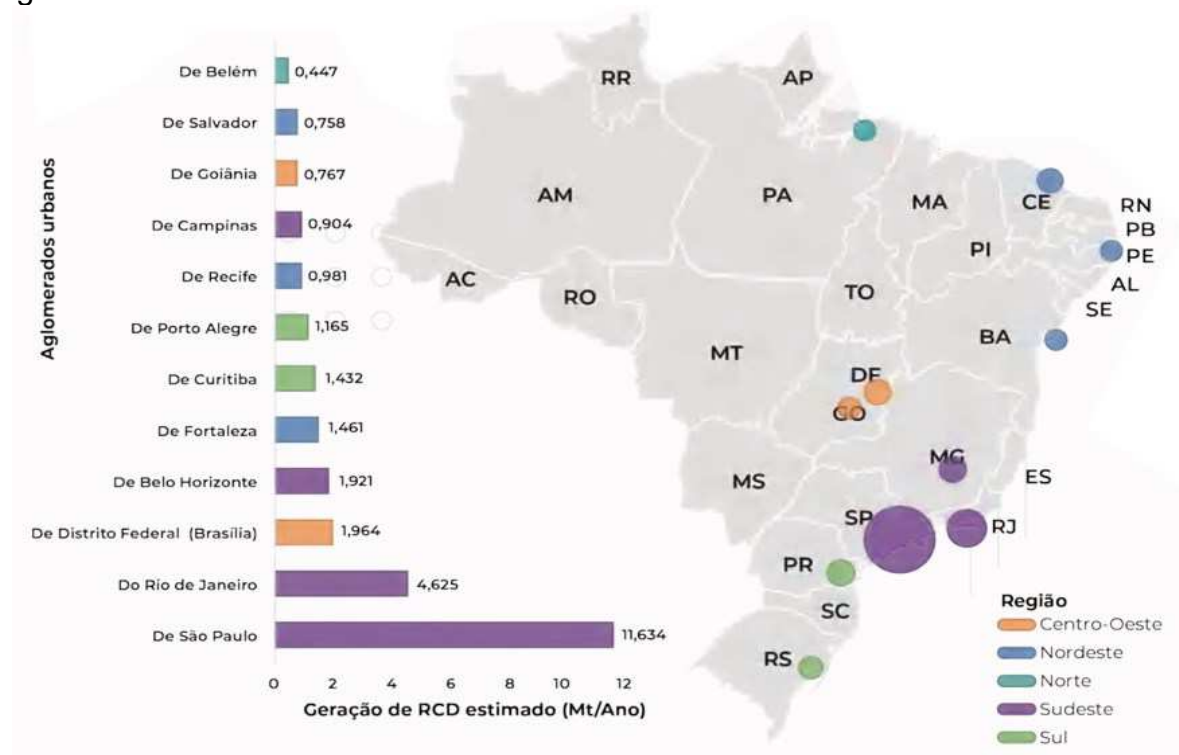 Aglomerados urbanos
De Belém 0,447
De Salvador 0,758
De Goiânia 0,767
De Campinas 0,904
De Recife 0,981
De Porto Alegre 1,165
De Curitiba 1,432
De Fortaleza 1,461
De Belo Horizonte 1,921
De Distrito Federal (Brasília) 1,964
Do Rio de Janeiro 4,625
De São Paulo 11,634
0 2 4 6 8 10 12
Geração de RCD estimado (Mt/Ano)
RR
AP
AM
PA
MA
CE
RN
PB
PE
PI
AL
SE
AC
RO
TO
BA
MT
DF
GO
MG
ES
MS
SP
RJ
PR
SC
RS
Região
Centro-Oeste
Nordeste
Norte
Sudeste
Sul